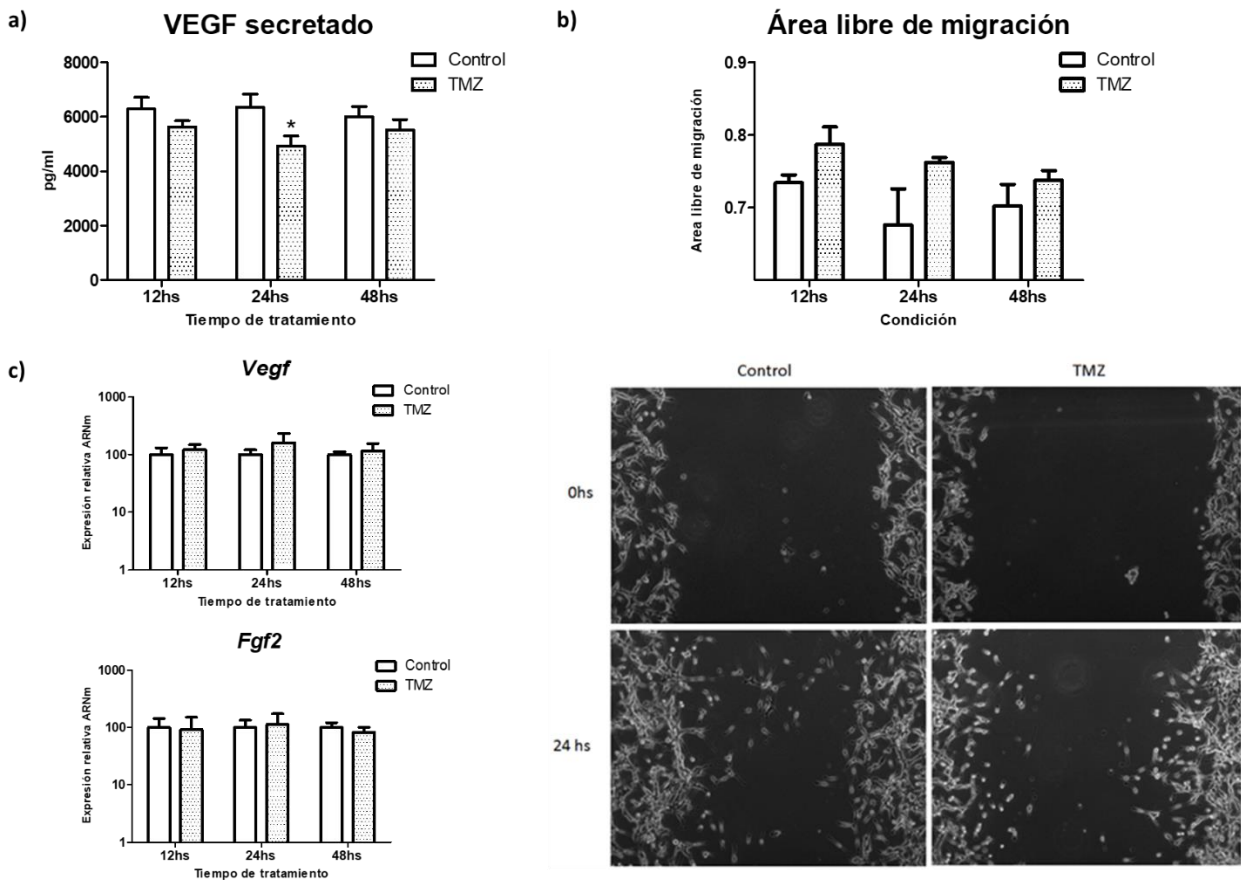 a)
VEGF secretado
Control
TMZ
8000
6000
4000
2000
0
pg/ml
*
12hs 24hs 48hs
Tiempo de tratamiento
b)
Área libre de migración
Control
TMZ
0.9
0.8
0.7
Area libre de migración
12hs 24hs 48hs
Condición
c)
Vegf
Control
TMZ
1000
100
10
1
Expresión relativa ARNm
12hs 24hs 48hs
Tiempo de tratamiento
Fgf2
Control
TMZ
1000
100
10
1
Expresión relativa ARNm
12hs 24hs 48hs
Tiempo de tratamiento
Control TMZ
0hs
24 hs